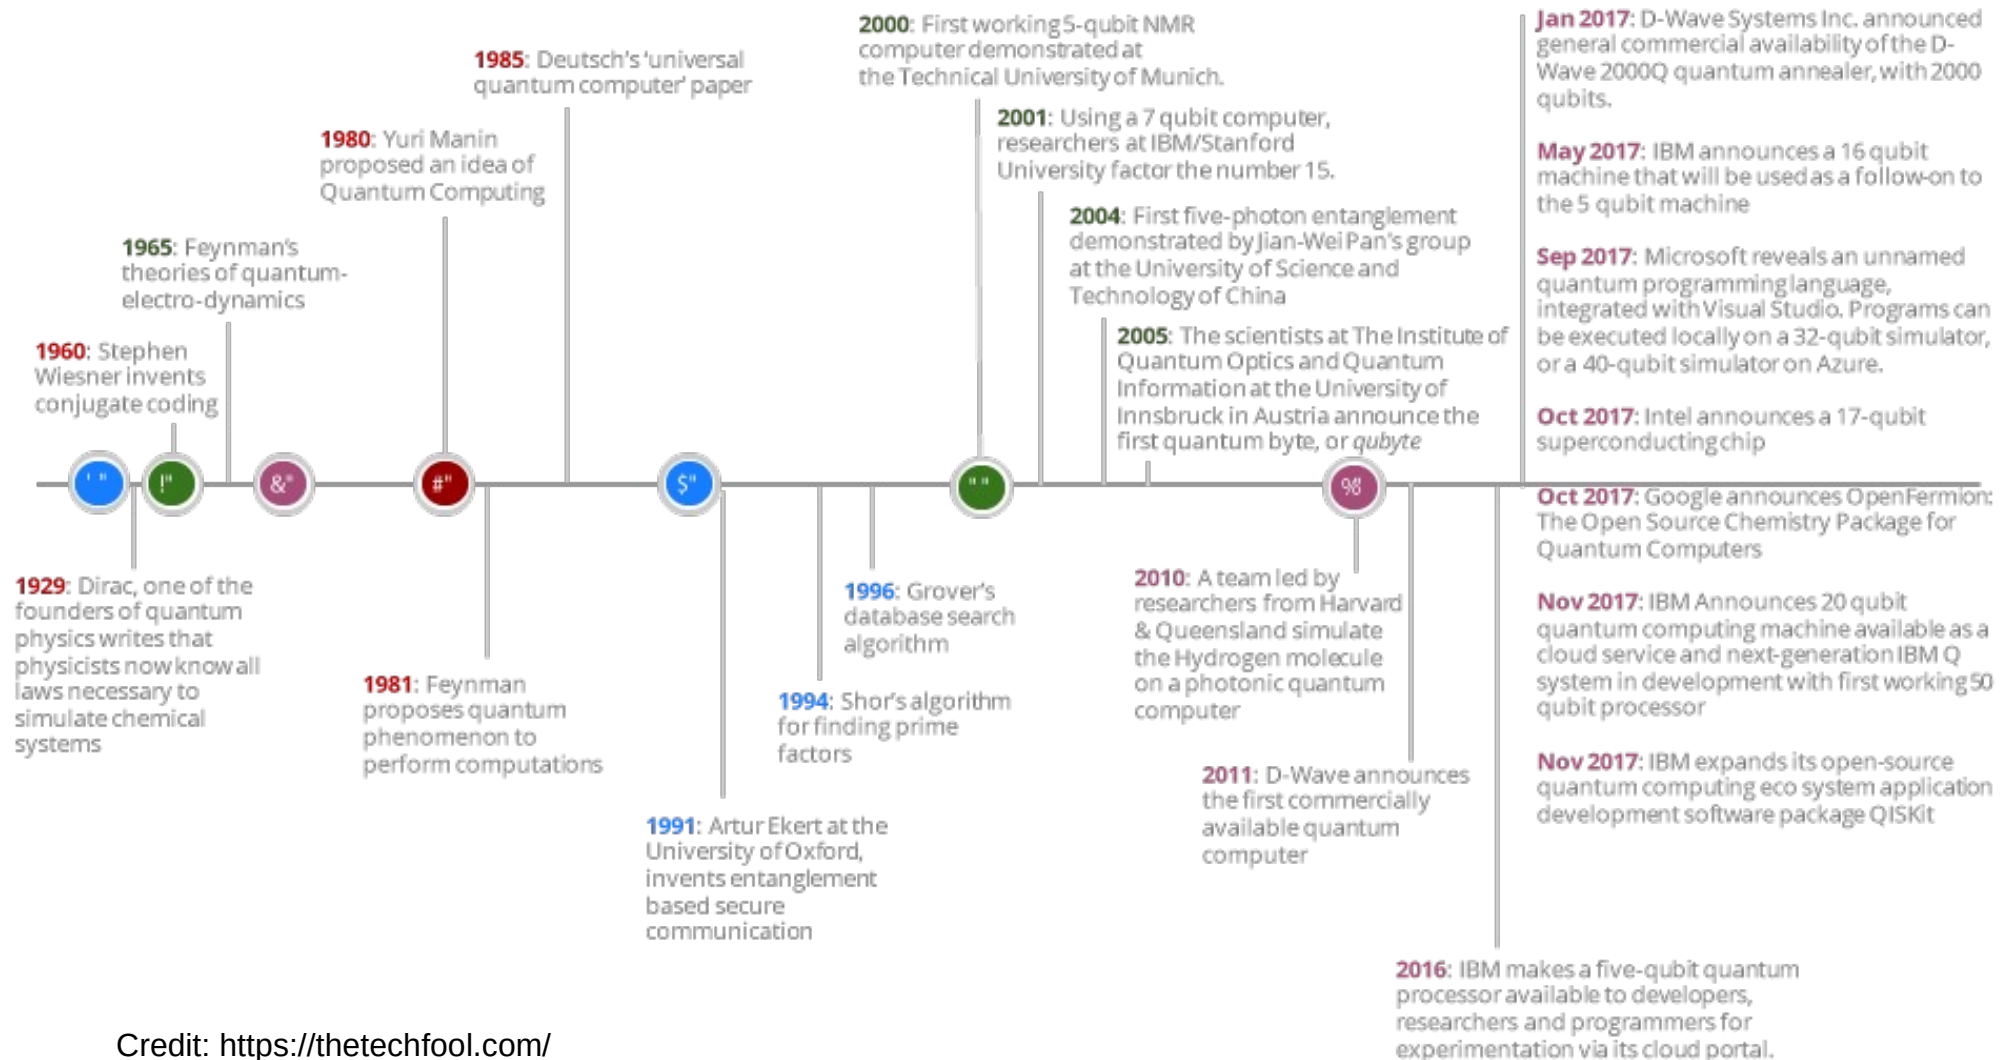 1929: Dirac, one of the
founders of quantum
physics writes that
physicists now know all
laws necessary to
simulate chemical
systems
1960: Stephen
Wiesner invents
conjugate coding
1965: Feynman's
theories of quantum-
electro-dynamics
1980: Yuri Manin
proposed an idea of
Quantum Computing
1981: Feynman
proposes quantum
phenomenon to
perform computations
1985: Deutsch's 'universal
quantum computer' paper
1991: Artur Ekert at the
University of Oxford,
invents entanglement
based secure
communication
1994: Shor's algorithm
for finding prime
factors
1996: Grover's
database search
algorithm
2000: First working 5-qubit NMR
computer demonstrated at
the Technical University of Munich.
2001: Using a 7 qubit computer,
researchers at IBM/Stanford
University factor the number 15.
2004: First five-photon entanglement
demonstrated by Jian-Wei Pan's group
at the University of Science and
Technology of China
2005: The scientists at The Institute of
Quantum Optics and Quantum
Information at the University of
Innsbruck in Austria announce the
first quantum byte, or qubyte
' "
!"
&"
#"
$"
" "
%"
2010: A team led by
researchers from Harvard
& Queensland simulate
the Hydrogen molecule
on a photonic quantum
computer
2011: D-Wave announces
the first commercially
available quantum
computer
2016: IBM makes a five-qubit quantum
processor available to developers,
researchers and programmers for
experimentation via its cloud portal.
Jan 2017: D-Wave Systems Inc. announced
general commercial availability of the D-
Wave 2000Q quantum annealer, with 2000
qubits.
May 2017: IBM announces a 16 qubit
machine that will be used as a follow-on to
the 5 qubit machine
Sep 2017: Microsoft reveals an unnamed
quantum programming language,
integrated with Visual Studio. Programs can
be executed locally on a 32-qubit simulator,
or a 40-qubit simulator on Azure.
Oct 2017: Intel announces a 17-qubit
superconducting chip
Oct 2017: Google announces OpenFermion:
The Open Source Chemistry Package for
Quantum Computers
Nov 2017: IBM Announces 20 qubit
quantum computing machine available as a
cloud service and next-generation IBM Q
system in development with first working 50
qubit processor
Nov 2017: IBM expands its open-source
quantum computing eco system application
development software package QISKit
Credit: https://thetechfool.com/